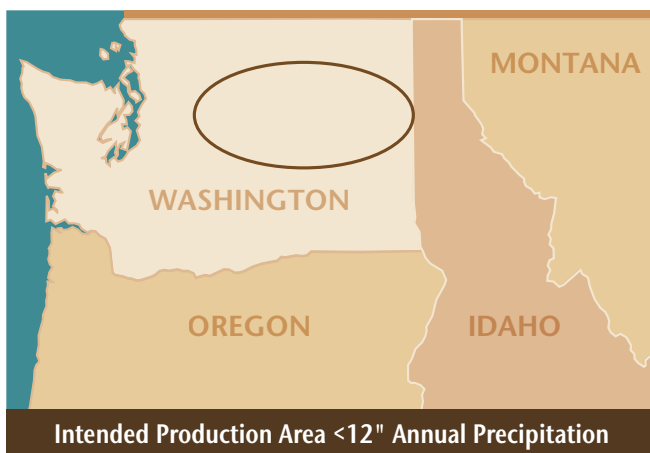 MONTANA
WASHINGTON
OREGON
IDAHO
Intended Production Area <12" Annual Precipitation